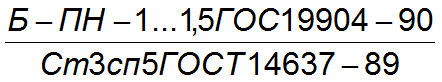 Б – ПН – 1...1,5ГОС19904 – 90
Ст3сп5ГОСТ14637 – 89